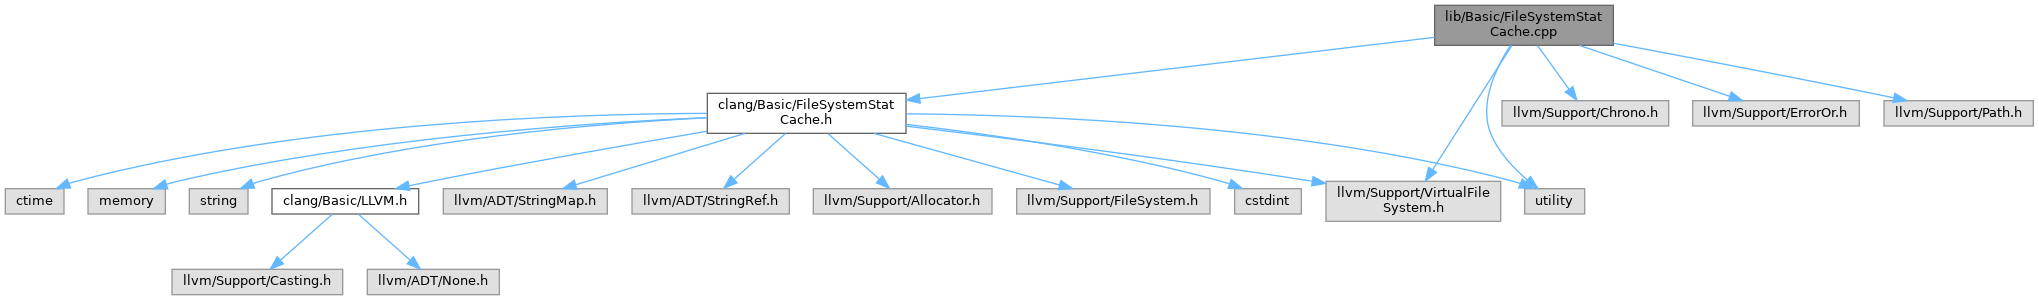 lib/Basic/FileSystemStat
Cache.cpp
clang/Basic/FileSystemStat
Cache.h
llvm/Support/Chrono.h
llvm/Support/ErrorOr.h
llvm/Support/Path.h
ctime
memory
string
clang/Basic/LLVM.h
llvm/ADT/StringMap.h
llvm/ADT/StringRef.h
llvm/Support/Allocator.h
llvm/Support/FileSystem.h
cstdint
llvm/Support/VirtualFile
System.h
utility
llvm/Support/Casting.h
llvm/ADT/None.h